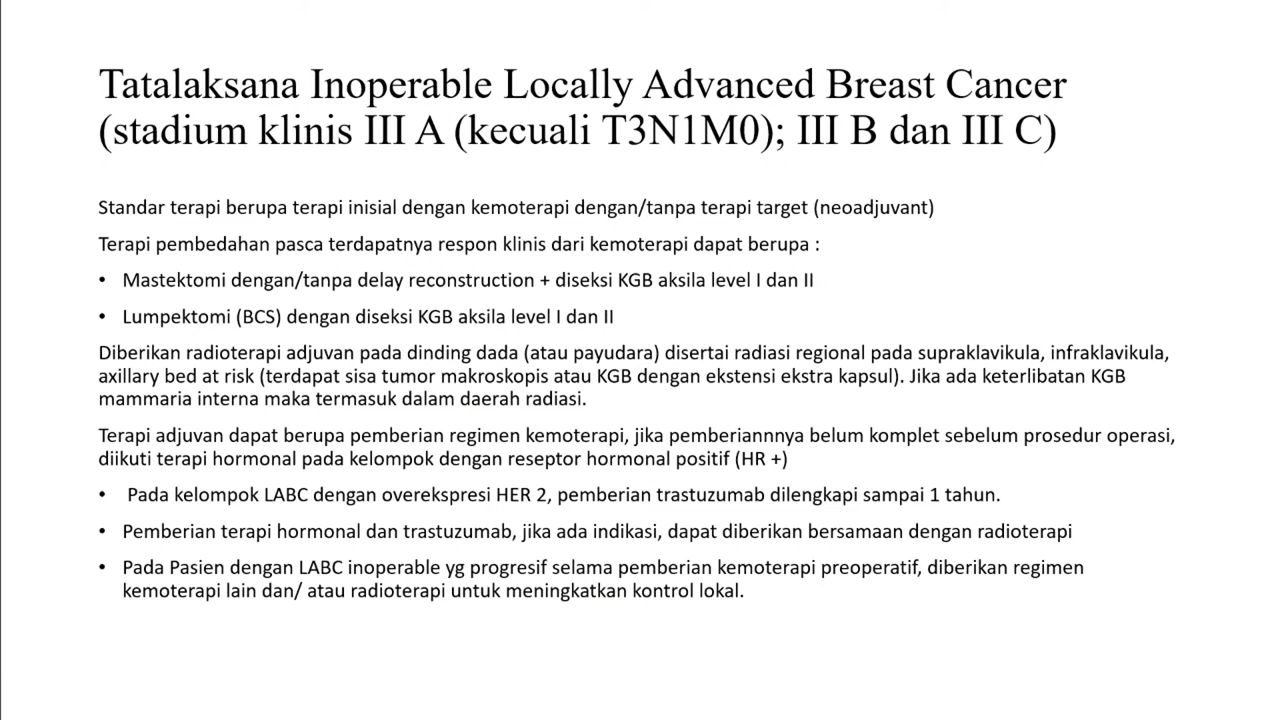 Tatalaksana Inoperable Locally Advanced Breast Cancer
(stadium klinis III A (kecuali T3N1M0); III B dan III C)
Standar terapi berupa terapi inisial dengan kemoterapi dengan/tanpa terapi target (neoadjuvant)
Terapi pembedahan pasca terdapatnya respon klinis dari kemoterapi dapat berupa :
• Mastektomi dengan/tanpa delay reconstruction + diseksi KGB aksila level I dan II
• Lumpektomi (BCS) dengan diseksi KGB aksila level I dan II
Diberikan radioterapi adjuvan pada dinding dada (atau payudara) disertai radiasi regional pada supraklavikula, infraklavikula,
axillary bed at risk (terdapat sisa tumor makroskopis atau KGB dengan ekstensi ekstra kapsul). Jika ada keterlibatan KGB
mammaria interna maka termasuk dalam daerah radiasi.
Terapi adjuvan dapat berupa pemberian regimen kemoterapi, jika pemberiannnya belum komplet sebelum prosedur operasi,
diikuti terapi hormonal pada kelompok dengan reseptor hormonal positif (HR +)
• Pada kelompok LABC dengan overekspresi HER 2, pemberian trastuzumab dilengkapi sampai 1 tahun.
• Pemberian terapi hormonal dan trastuzumab, jika ada indikasi, dapat diberikan bersamaan dengan radioterapi
• Pada Pasien dengan LABC inoperable yg progresif selama pemberian kemoterapi preoperatif, diberikan regimen
kemoterapi lain dan/ atau radioterapi untuk meningkatkan kontrol lokal.